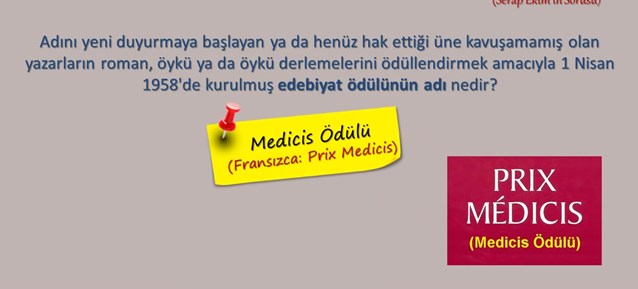 (Serap Ekim'in Sorusu)
Adını yeni duyurmaya başlayan ya da henüz hak ettiği üne kavuşamamış olan
yazarların roman, öykü ya da öykü derlemelerini ödüllendirmek amacıyla 1 Nisan
1958'de kurulmuş edebiyat ödülünün adı nedir?
Medicis Ödülü
(Fransızca: Prix Medicis)
PRIX
MÉDICIS
(Medicis Ödülü)